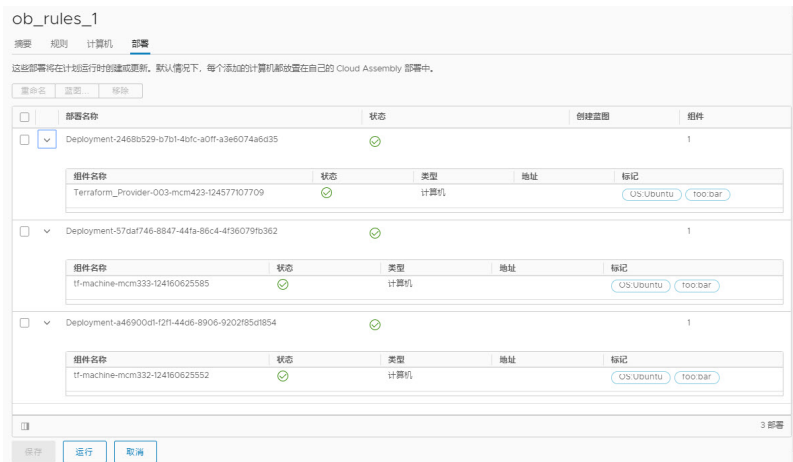 ob_rules_1
摘要 规则 计算机 部署
这些部署将在计划运行时创建或更新。默认情况下，每个添加的计算机都放置在自己的 Cloud Assembly 部署中。
重命名 蓝图... 移除
部署名称 状态 创建蓝图 组件
Deployment-2468b529-b7b1-4bfc-a0ff-a3e6074a6d35 1
组件名称 状态 类型 地址 标记
Terraform_Provider-003-mcm423-124577107709 计算机 OS:Ubuntu foo:bar
Deployment-57daf746-8847-44fa-86c4-4f36079fb362 1
组件名称 状态 类型 地址 标记
tf-machine-mcm333-124160625585 计算机 OS:Ubuntu foo:bar
Deployment-a46900d1-f2f1-44d6-8906-9202f85d1854 1
组件名称 状态 类型 地址 标记
tf-machine-mcm332-124160625552 计算机 OS:Ubuntu foo:bar
3 部署
保存 运行 取消